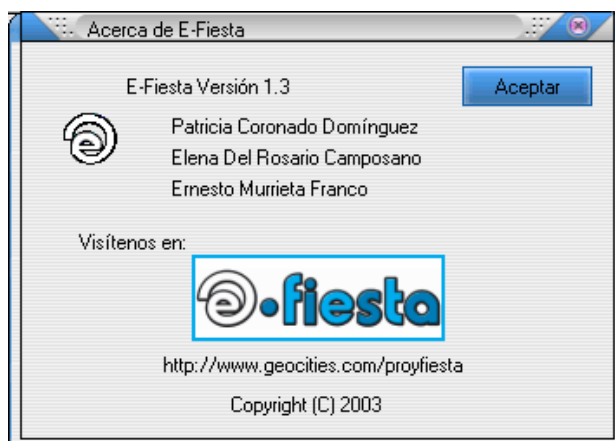 Acerca de E-Fiesta
E-Fiesta Versión 1.3
Aceptar
Patricia Coronado Domínguez
Elena Del Rosario Camposano
Ernesto Murrieta Franco
Visítenos en:
e•fiesta
http://www.geocities.com/proyfiesta
Copyright (C) 2003